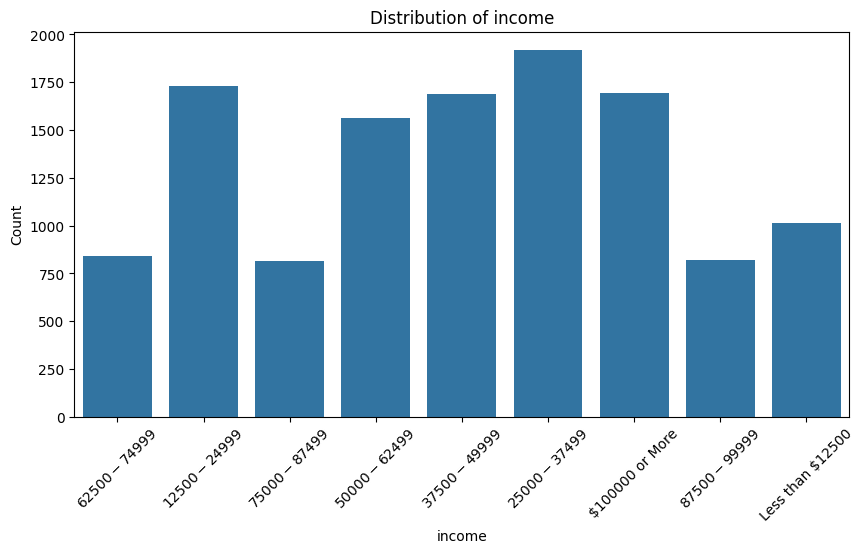 Distribution of income
Count
2000
1750
1500
1250
1000
750
500
250
0
62500 − 74999
12500 − 24999
75000 − 87499
50000 − 62499
37500 − 49999
25000 − 37499
$100000 or More
87500 − 99999
Less than $12500
income